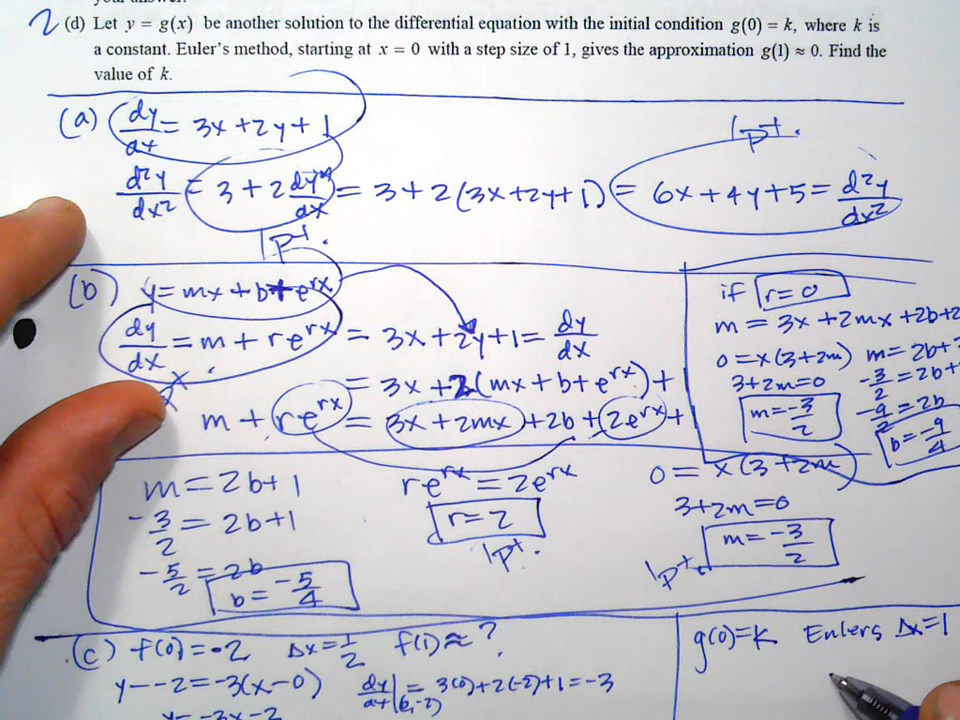 2 (d) Let y = g(x) be another solution to the differential equation with the initial condition g(0) = k, where k is
a constant. Euler's method, starting at x = 0 with a step size of 1, gives the approximation g(1) ≈ 0. Find the
value of k.
(a) dy/dx = 3x + 2y + 1
1pt.
d²y/dx² = 3 + 2 dy/dx = 3 + 2(3x+2y+1) = 6x + 4y + 5 = d²y/dx²
1pt.
(b) y = mx + b + e^rx
dy/dx = m + re^rx = 3x + 2y + 1 = dy/dx
= 3x + 2(mx + b + e^rx) +
m + re^rx = 3x + 2mx + 2b + 2e^rx +
if r = 0
m = 3x + 2mx + 2b + 2
0 = x(3+2m) m = 2b +
3+2m=0 -3/2 = 2b +
m = -3/2 -9/2 = 2b
b = -9/4
m = 2b + 1 re^rx = 2e^rx 0 = x(3+2m
-3/2 = 2b + 1 r = 2 3+2m=0
-5/2 = 2b 1pt. 1pt. m = -3/2
b = -5/4
(c) f(0) = -2 Δx = 1/2 f(1) ≈ ?
y - -2 = -3(x-0) dy/dx|(0,-2) = 3(0)+2(-2)+1 = -3
y = -3x - 2
g(0)=k Eulers Δx=1